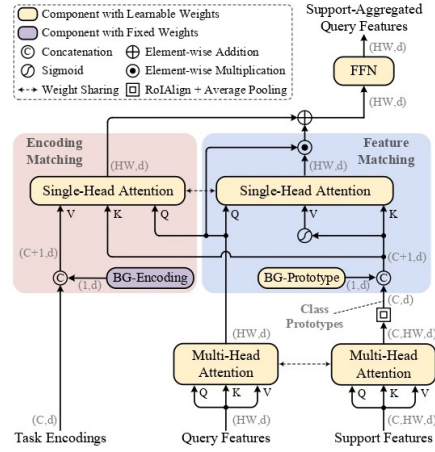 Component with Learnable Weights
Component with Fixed Weights
C Concatenation
Element-wise Addition
Sigmoid
Element-wise Multiplication
Weight Sharing
RoIAlign + Average Pooling
Support-Aggregated
Query Features
(HW,d)
FFN
(HW,d)
Encoding
Matching
(HW,d)
Feature
Matching
(HW,d)
Single-Head Attention
Single-Head Attention
V
K
Q
Q
V
K
(C+1,d)
(C+1,d)
C
BG-Encoding
(1,d)
BG-Prototype
(1,d)
C
(C,d)
Class
Prototypes
(HW,d)
(C,HW,d)
Multi-Head
Attention
Multi-Head
Attention
Q
K
V
Q
K
V
(C,d)
(HW,d)
(C,HW,d)
Task Encodings
Query Features
Support Features